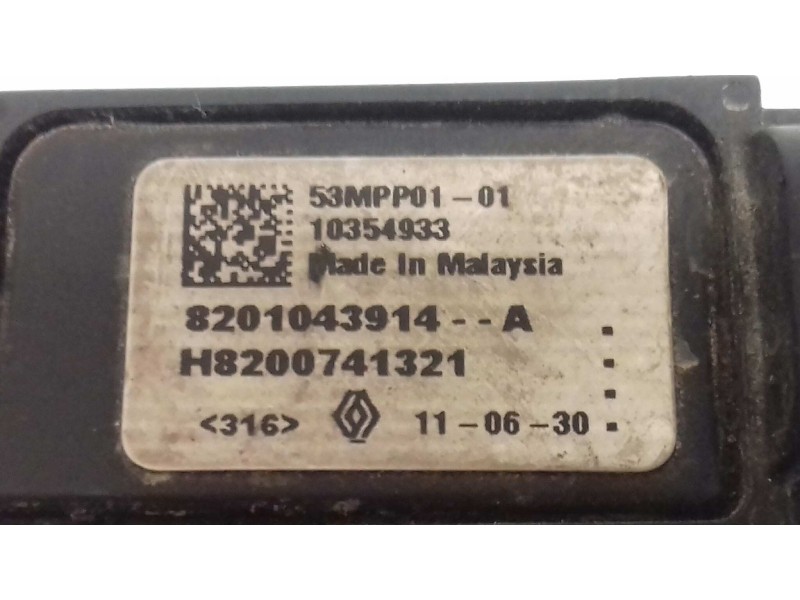 53MPP01-01
10354933
Made In Malaysia
8201043914--A
H8200741321
<316> 11-06-30